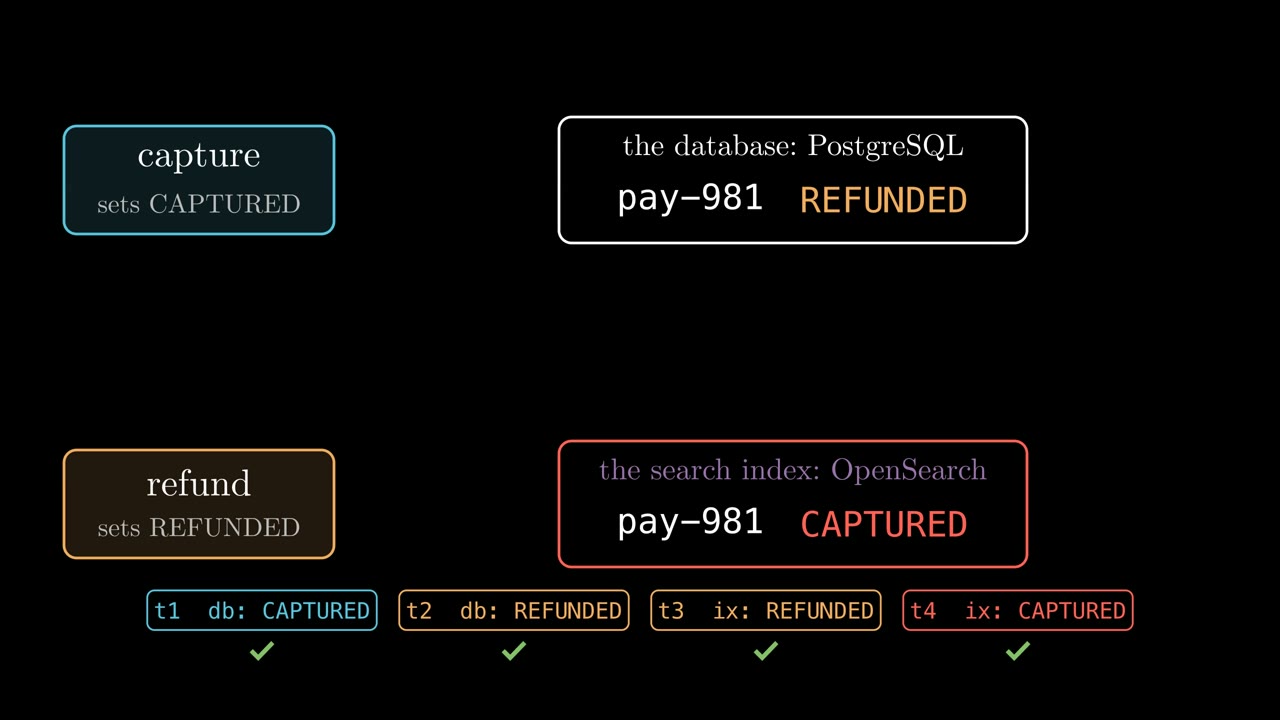 capture
sets CAPTURED
the database: PostgreSQL
pay−981 REFUNDED
refund
sets REFUNDED
the search index: OpenSearch
pay−981 CAPTURED
t1 db: CAPTURED
t2 db: REFUNDED
t3 ix: REFUNDED
t4 ix: CAPTURED